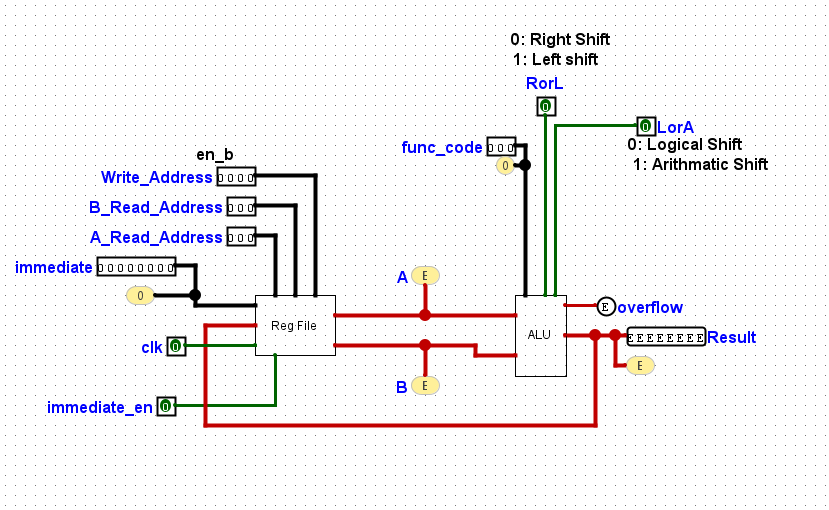 0: Right Shift
1: Left shift
RorL
0
0 LorA
func_code 000
0: Logical Shift
0
1: Arithmatic Shift
en_b
Write_Address 0000
B_Read_Address 000
A_Read_Address 000
immediate 00000000
0
A E
Reg File
ALU
E overflow
EEEEEEEE Result
clk 0
E
B E
immediate_en 0